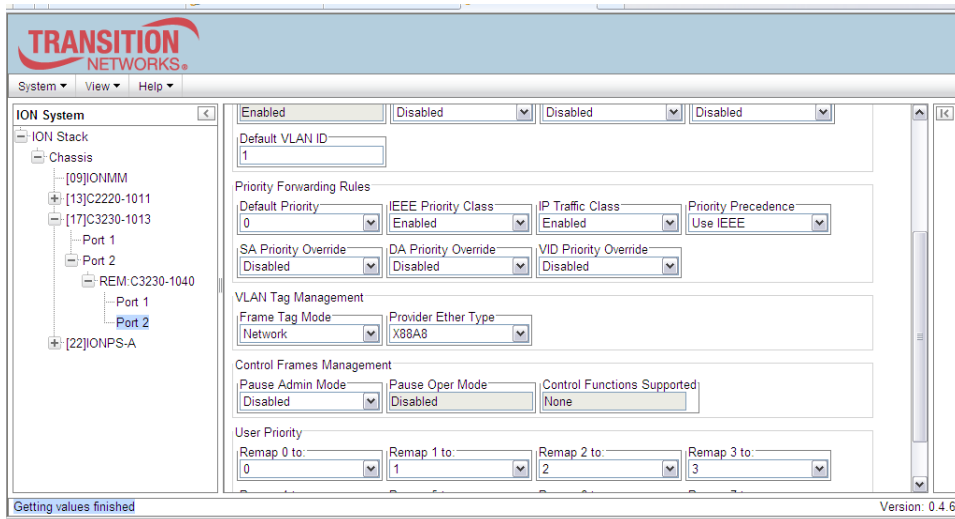 TRANSITION
NETWORKS®
System View Help
ION System
ION Stack
Chassis
[09]IONMM
[13]C2220-1011
[17]C3230-1013
Port 1
Port 2
REM:C3230-1040
Port 1
Port 2
[22]IONPS-A
Enabled Disabled Disabled Disabled
Default VLAN ID
1
Priority Forwarding Rules
Default Priority IEEE Priority Class IP Traffic Class Priority Precedence
0 Enabled Enabled Use IEEE
SA Priority Override DA Priority Override VID Priority Override
Disabled Disabled Disabled
VLAN Tag Management
Frame Tag Mode Provider Ether Type
Network X88A8
Control Frames Management
Pause Admin Mode Pause Oper Mode Control Functions Supported
Disabled Disabled None
User Priority
Remap 0 to: Remap 1 to: Remap 2 to: Remap 3 to:
0 1 2 3
Getting values finished
Version: 0.4.6